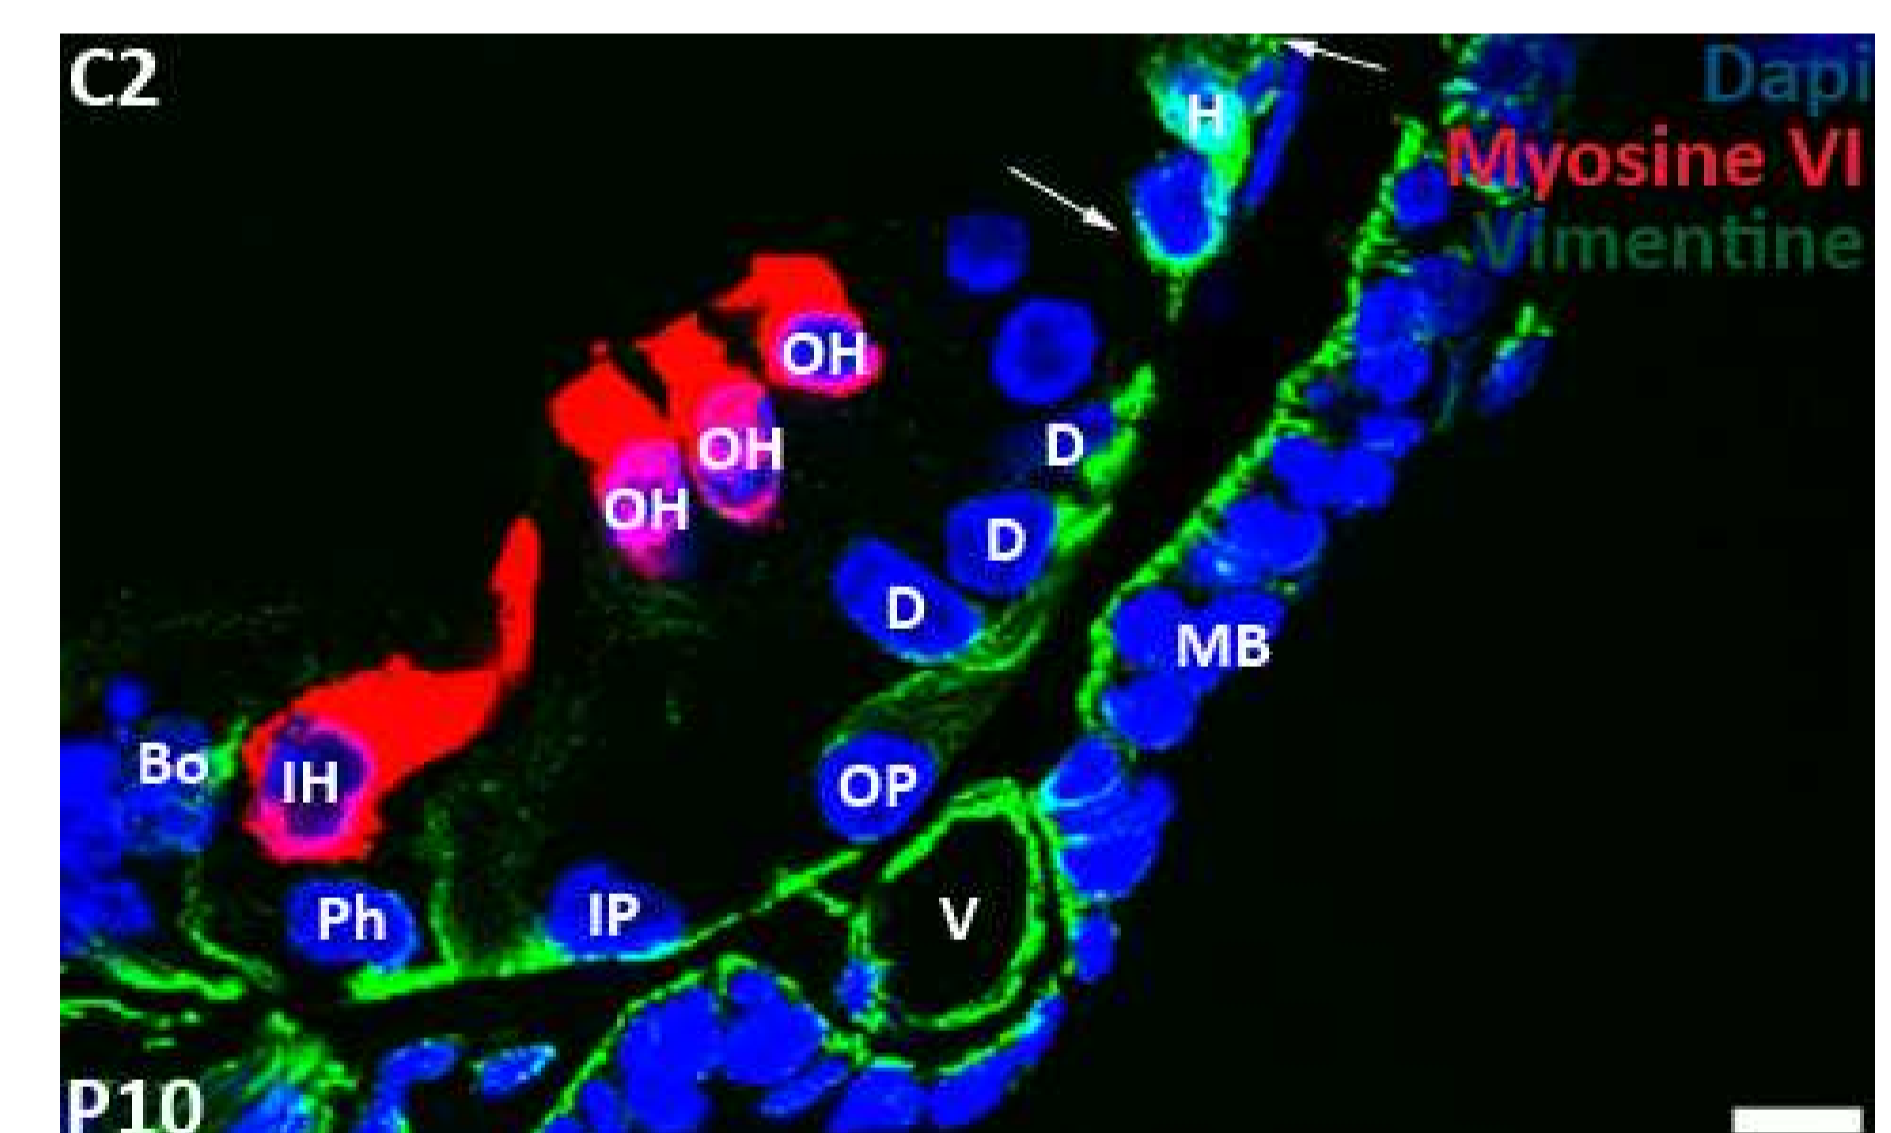 C2
Dapi
Myosine VI
Vimentine
H
OH
OH
OH
D
D
D
MB
Bo
IH
OP
Ph
IP
V
P10